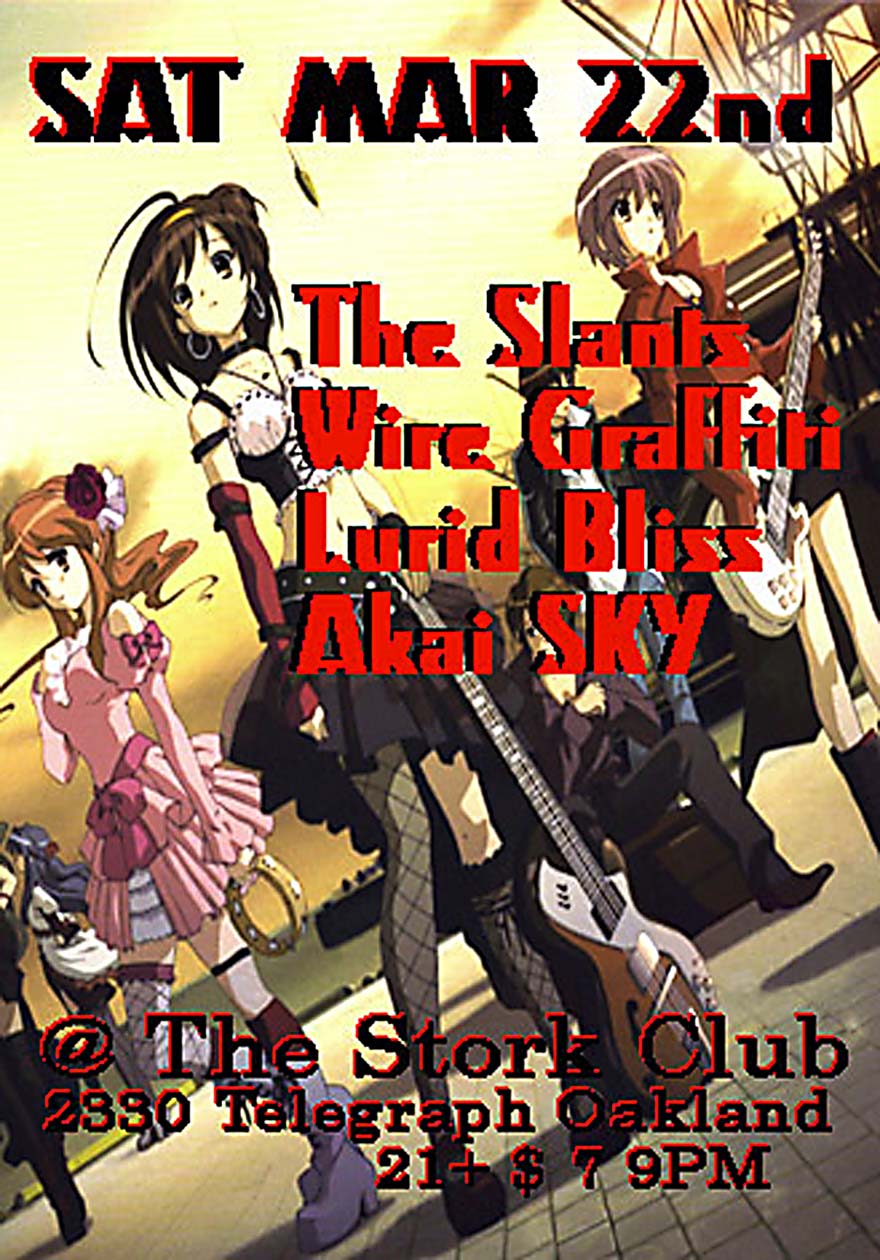 SAT MAR 22nd
The Slants
Wire Graffiti
Lurid Bliss
Akai SKY
@ The Stork Club
2330 Telegraph Oakland
21+ $ 7 9PM